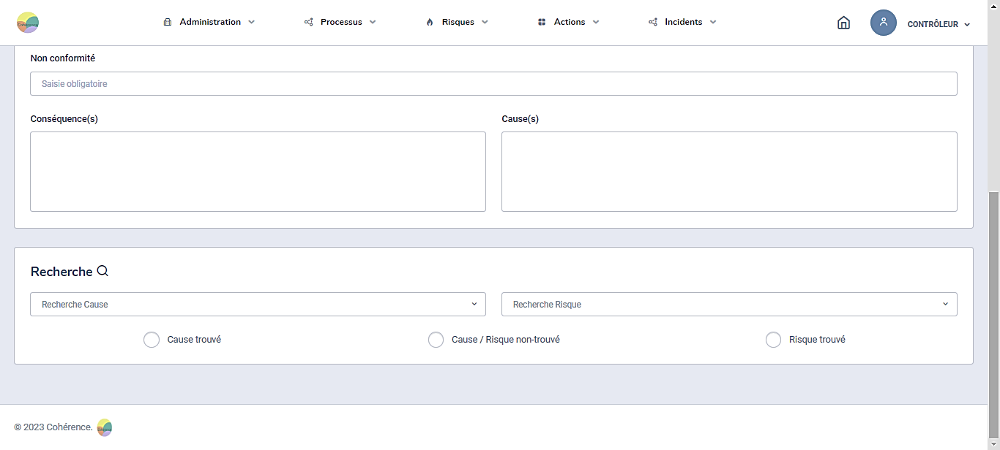 Cohérence
Administration
Processus
Risques
Actions
Incidents
CONTRÔLEUR
Non conformité
Saisie obligatoire
Conséquence(s)
Cause(s)
Recherche
Recherche Cause
Recherche Risque
Cause trouvé
Cause / Risque non-trouvé
Risque trouvé
© 2023 Cohérence.